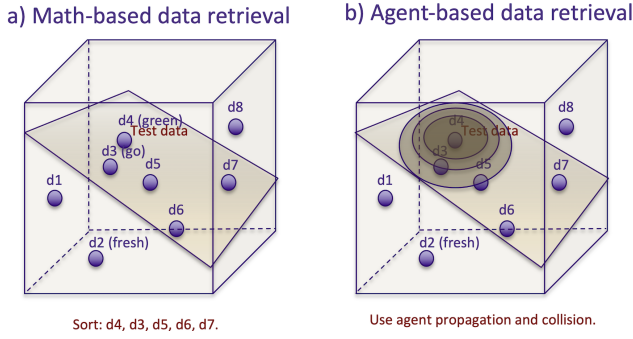 a) Math-based data retrieval
d4 (green)
Test data
d8
d3 (go)
d5
d7
d1
d6
d2 (fresh)
Sort: d4, d3, d5, d6, d7.
b) Agent-based data retrieval
d4
Test data
d8
d3
d5
d7
d1
d6
d2 (fresh)
Use agent propagation and collision.